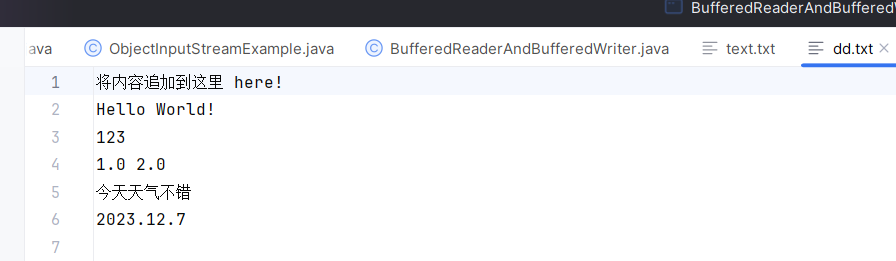 BufferedReaderAndBufferedW
ava ObjectInputStreamExample.java BufferedReaderAndBufferedWriter.java text.txt dd.txt
1 将内容追加到这里 here!
2 Hello World!
3 123
4 1.0 2.0
5 今天天气不错
6 2023.12.7
7